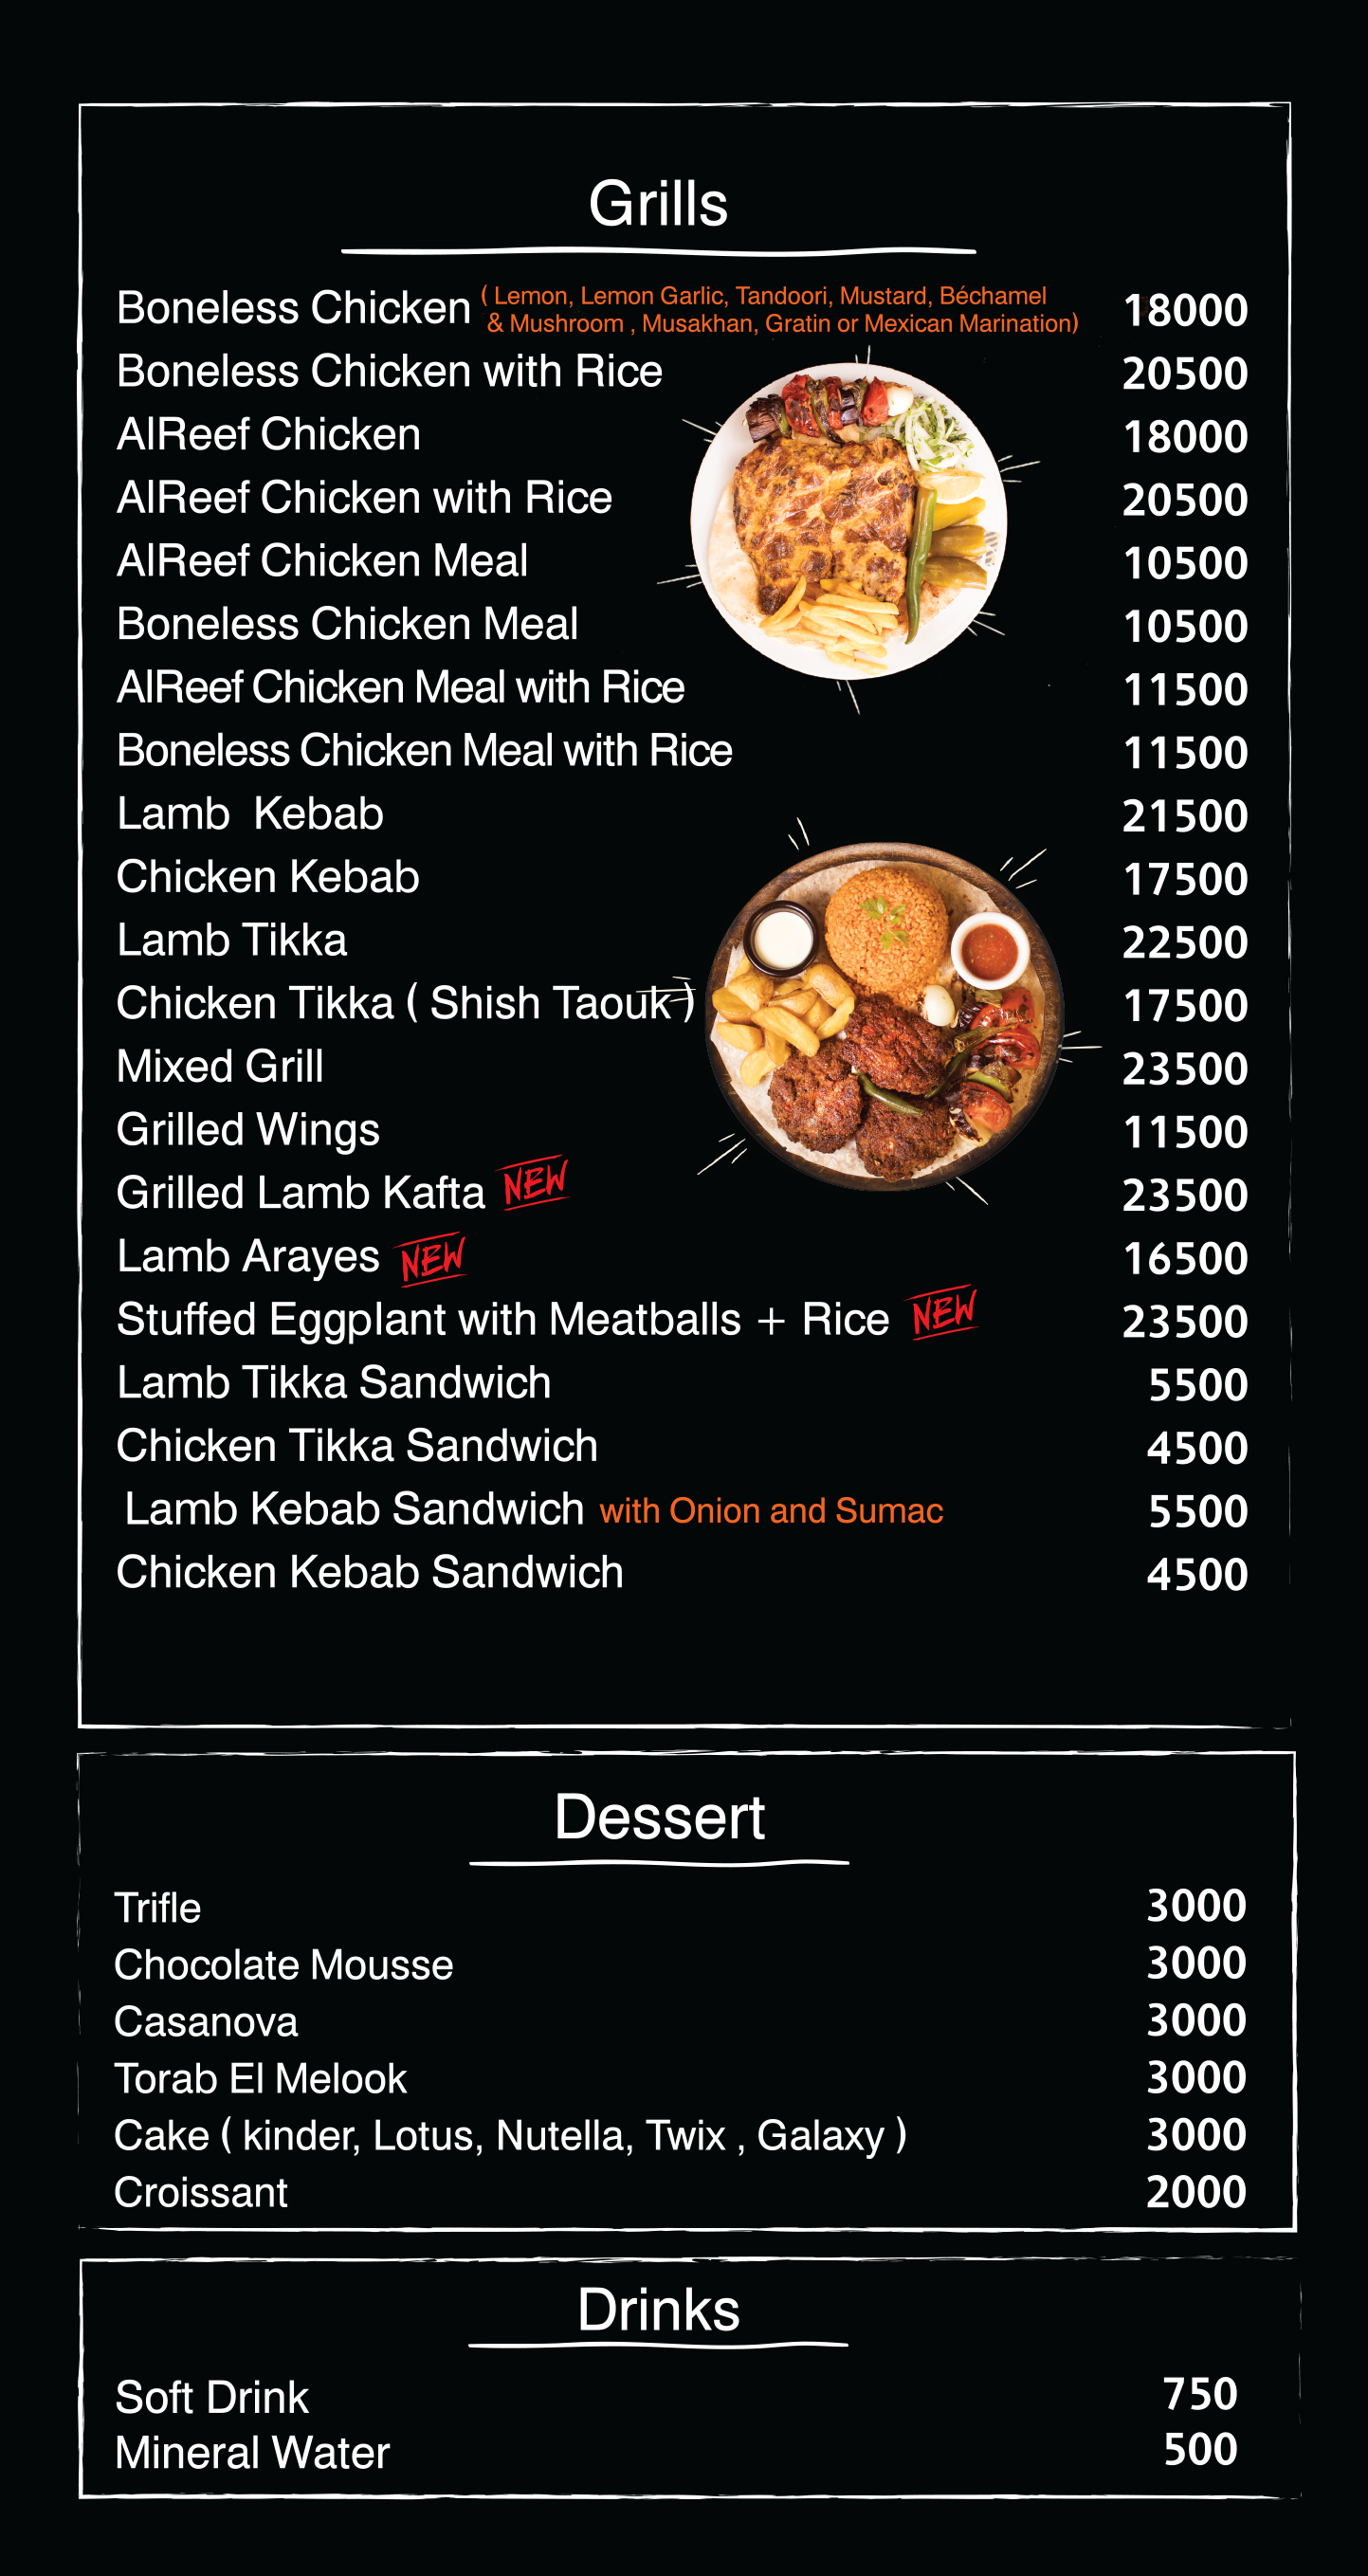 Grills
Boneless Chicken ( Lemon, Lemon Garlic, Tandoori, Mustard, Béchamel
& Mushroom , Musakhan, Gratin or Mexican Marination) 18000
Boneless Chicken with Rice 20500
AlReef Chicken 18000
AlReef Chicken with Rice 20500
AlReef Chicken Meal 10500
Boneless Chicken Meal 10500
AlReef Chicken Meal with Rice 11500
Boneless Chicken Meal with Rice 11500
Lamb Kebab 21500
Chicken Kebab 17500
Lamb Tikka 22500
Chicken Tikka ( Shish Taouk ) 17500
Mixed Grill 23500
Grilled Wings 11500
Grilled Lamb Kafta NEW 23500
Lamb Arayes NEW 16500
Stuffed Eggplant with Meatballs + Rice NEW 23500
Lamb Tikka Sandwich 5500
Chicken Tikka Sandwich 4500
Lamb Kebab Sandwich with Onion and Sumac 5500
Chicken Kebab Sandwich 4500
Dessert
Trifle 3000
Chocolate Mousse 3000
Casanova 3000
Torab El Melook 3000
Cake ( kinder, Lotus, Nutella, Twix , Galaxy ) 3000
Croissant 2000
Drinks
Soft Drink 750
Mineral Water 500